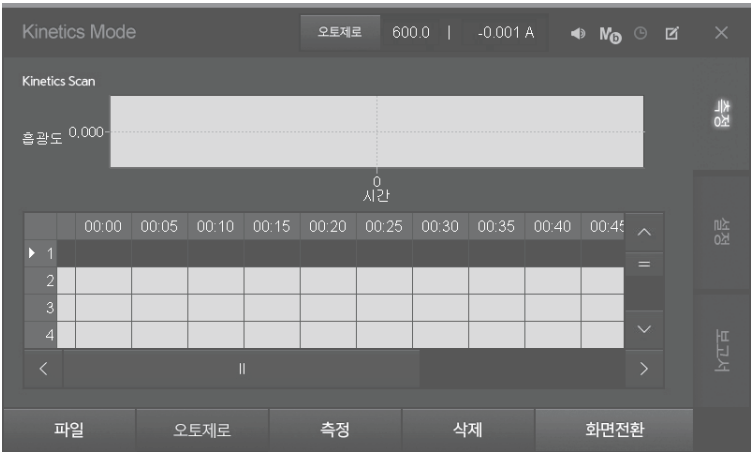 Kinetics Mode 오토제로 600.0 | -0.001 A M D
Kinetics Scan
흡광도 0.000
0
시간
00:00 00:05 00:10 00:15 00:20 00:25 00:30 00:35 00:40 00:45
1
2
3
4
측정
설정
보고서
파일 오토제로 측정 삭제 화면전환